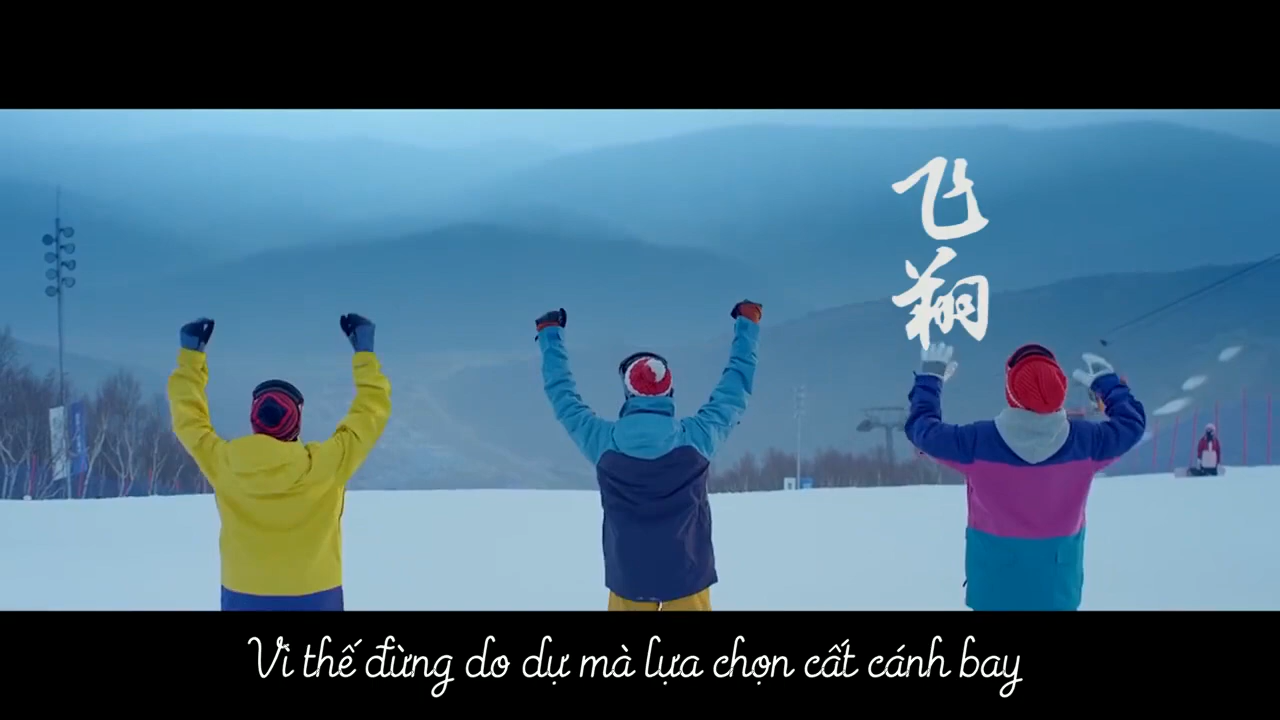 飞翔
Vì thế đừng do dự mà lựa chọn cất cánh bay